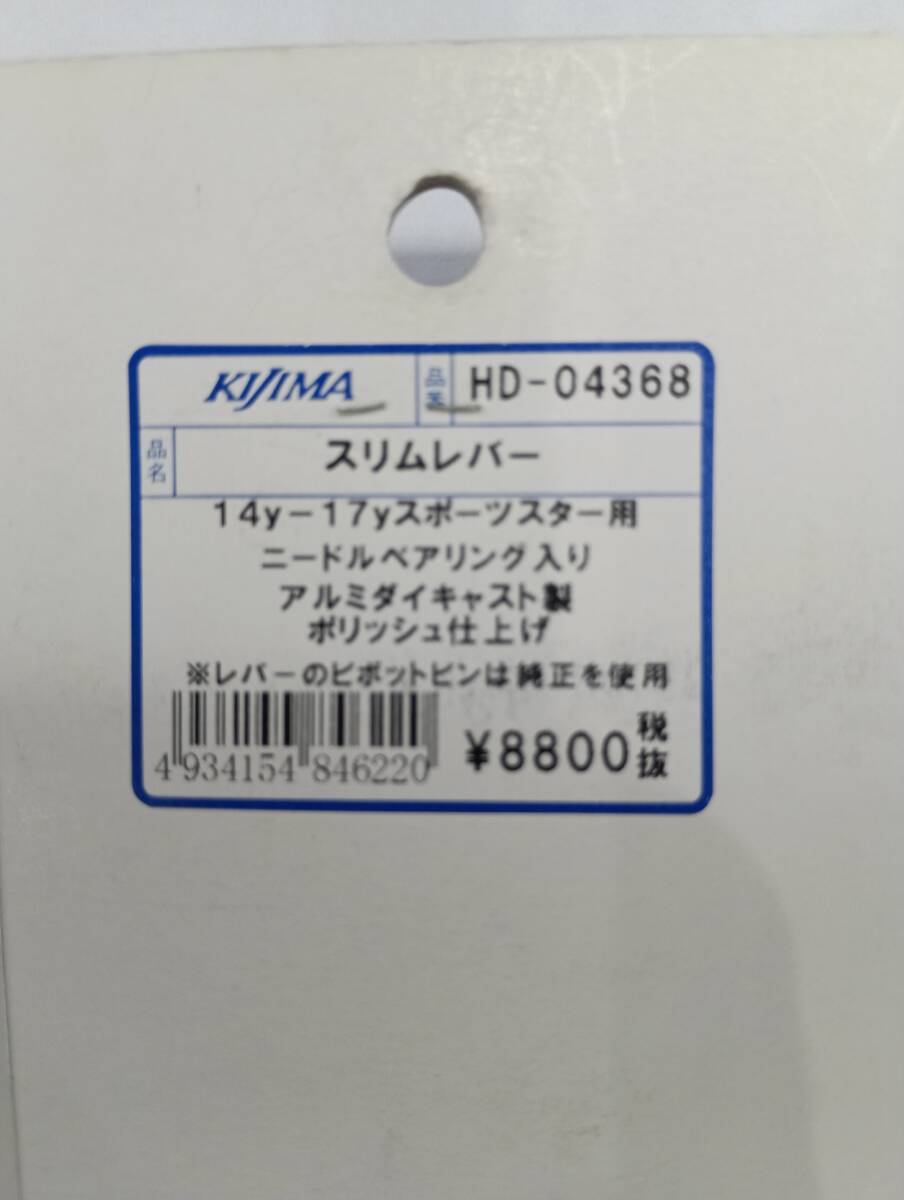 KIJIMA 品番 HD-04368
品名 スリムレバー
14y-17yスポーツスター用
ニードルベアリング入り
アルミダイキャスト製
ポリッシュ仕上げ
※レバーのピボットピンは純正を使用
4 934154 846220 ¥8800 税抜